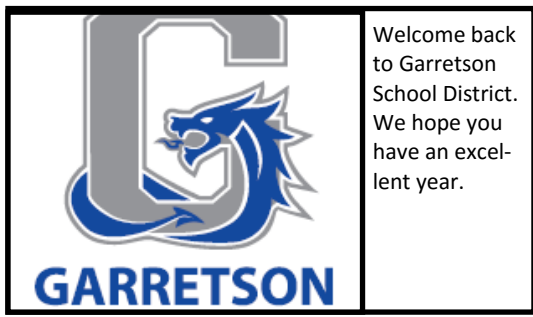 G
GARRETSON
Welcome back
to Garretson
School District.
We hope you
have an excel-
lent year.